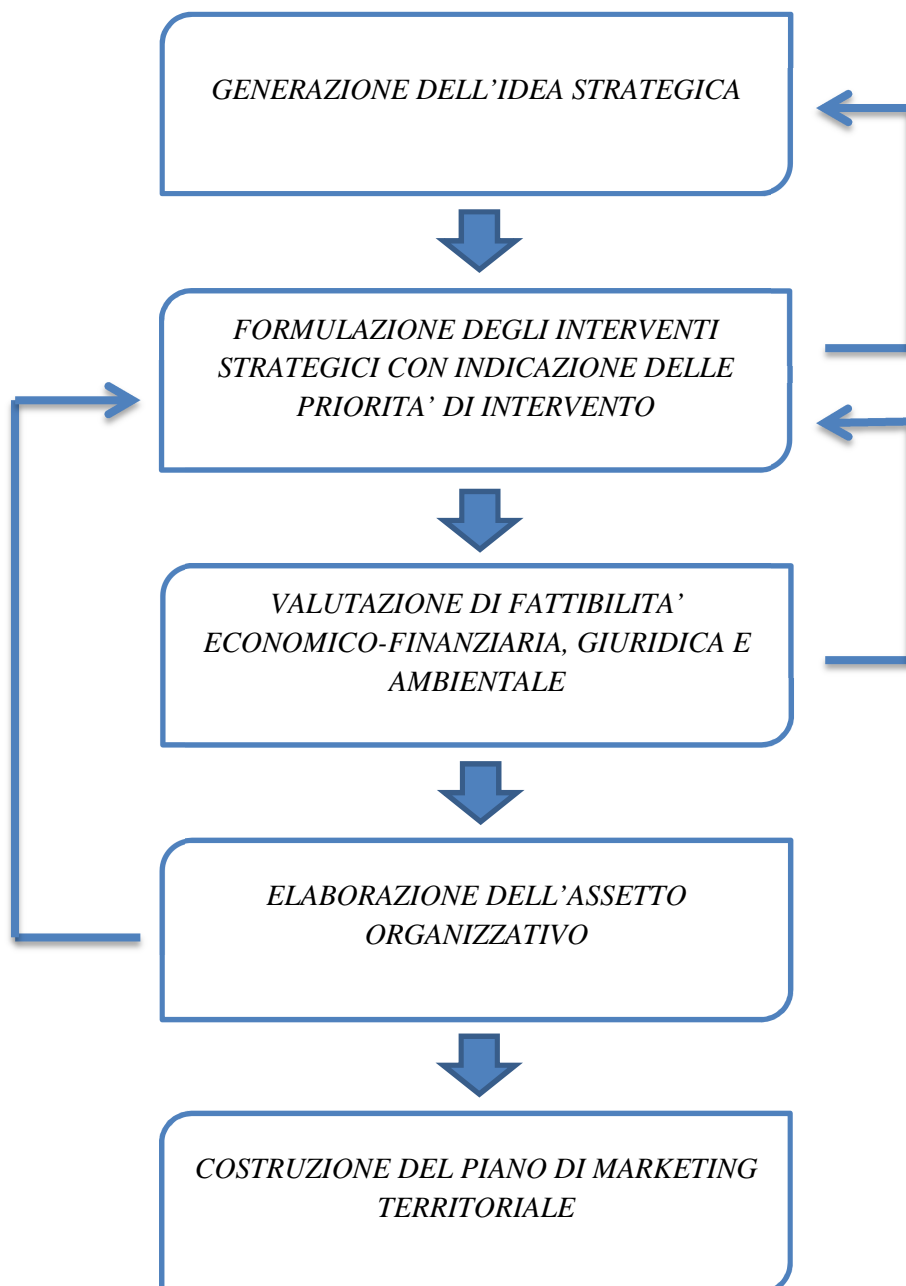 GENERAZIONE DELL’IDEA STRATEGICA
FORMULAZIONE DEGLI INTERVENTI
STRATEGICI CON INDICAZIONE DELLE
PRIORITA’ DI INTERVENTO
VALUTAZIONE DI FATTIBILITA’
ECONOMICO-FINANZIARIA, GIURIDICA E
AMBIENTALE
ELABORAZIONE DELL’ASSETTO
ORGANIZZATIVO
COSTRUZIONE DEL PIANO DI MARKETING
TERRITORIALE